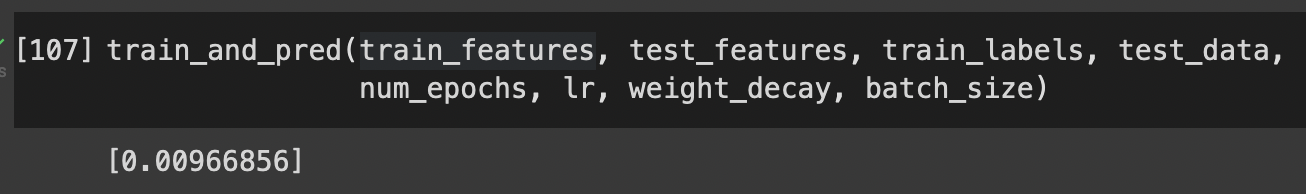 [107] train_and_pred(train_features, test_features, train_labels, test_data,
num_epochs, lr, weight_decay, batch_size)
[0.00966856]